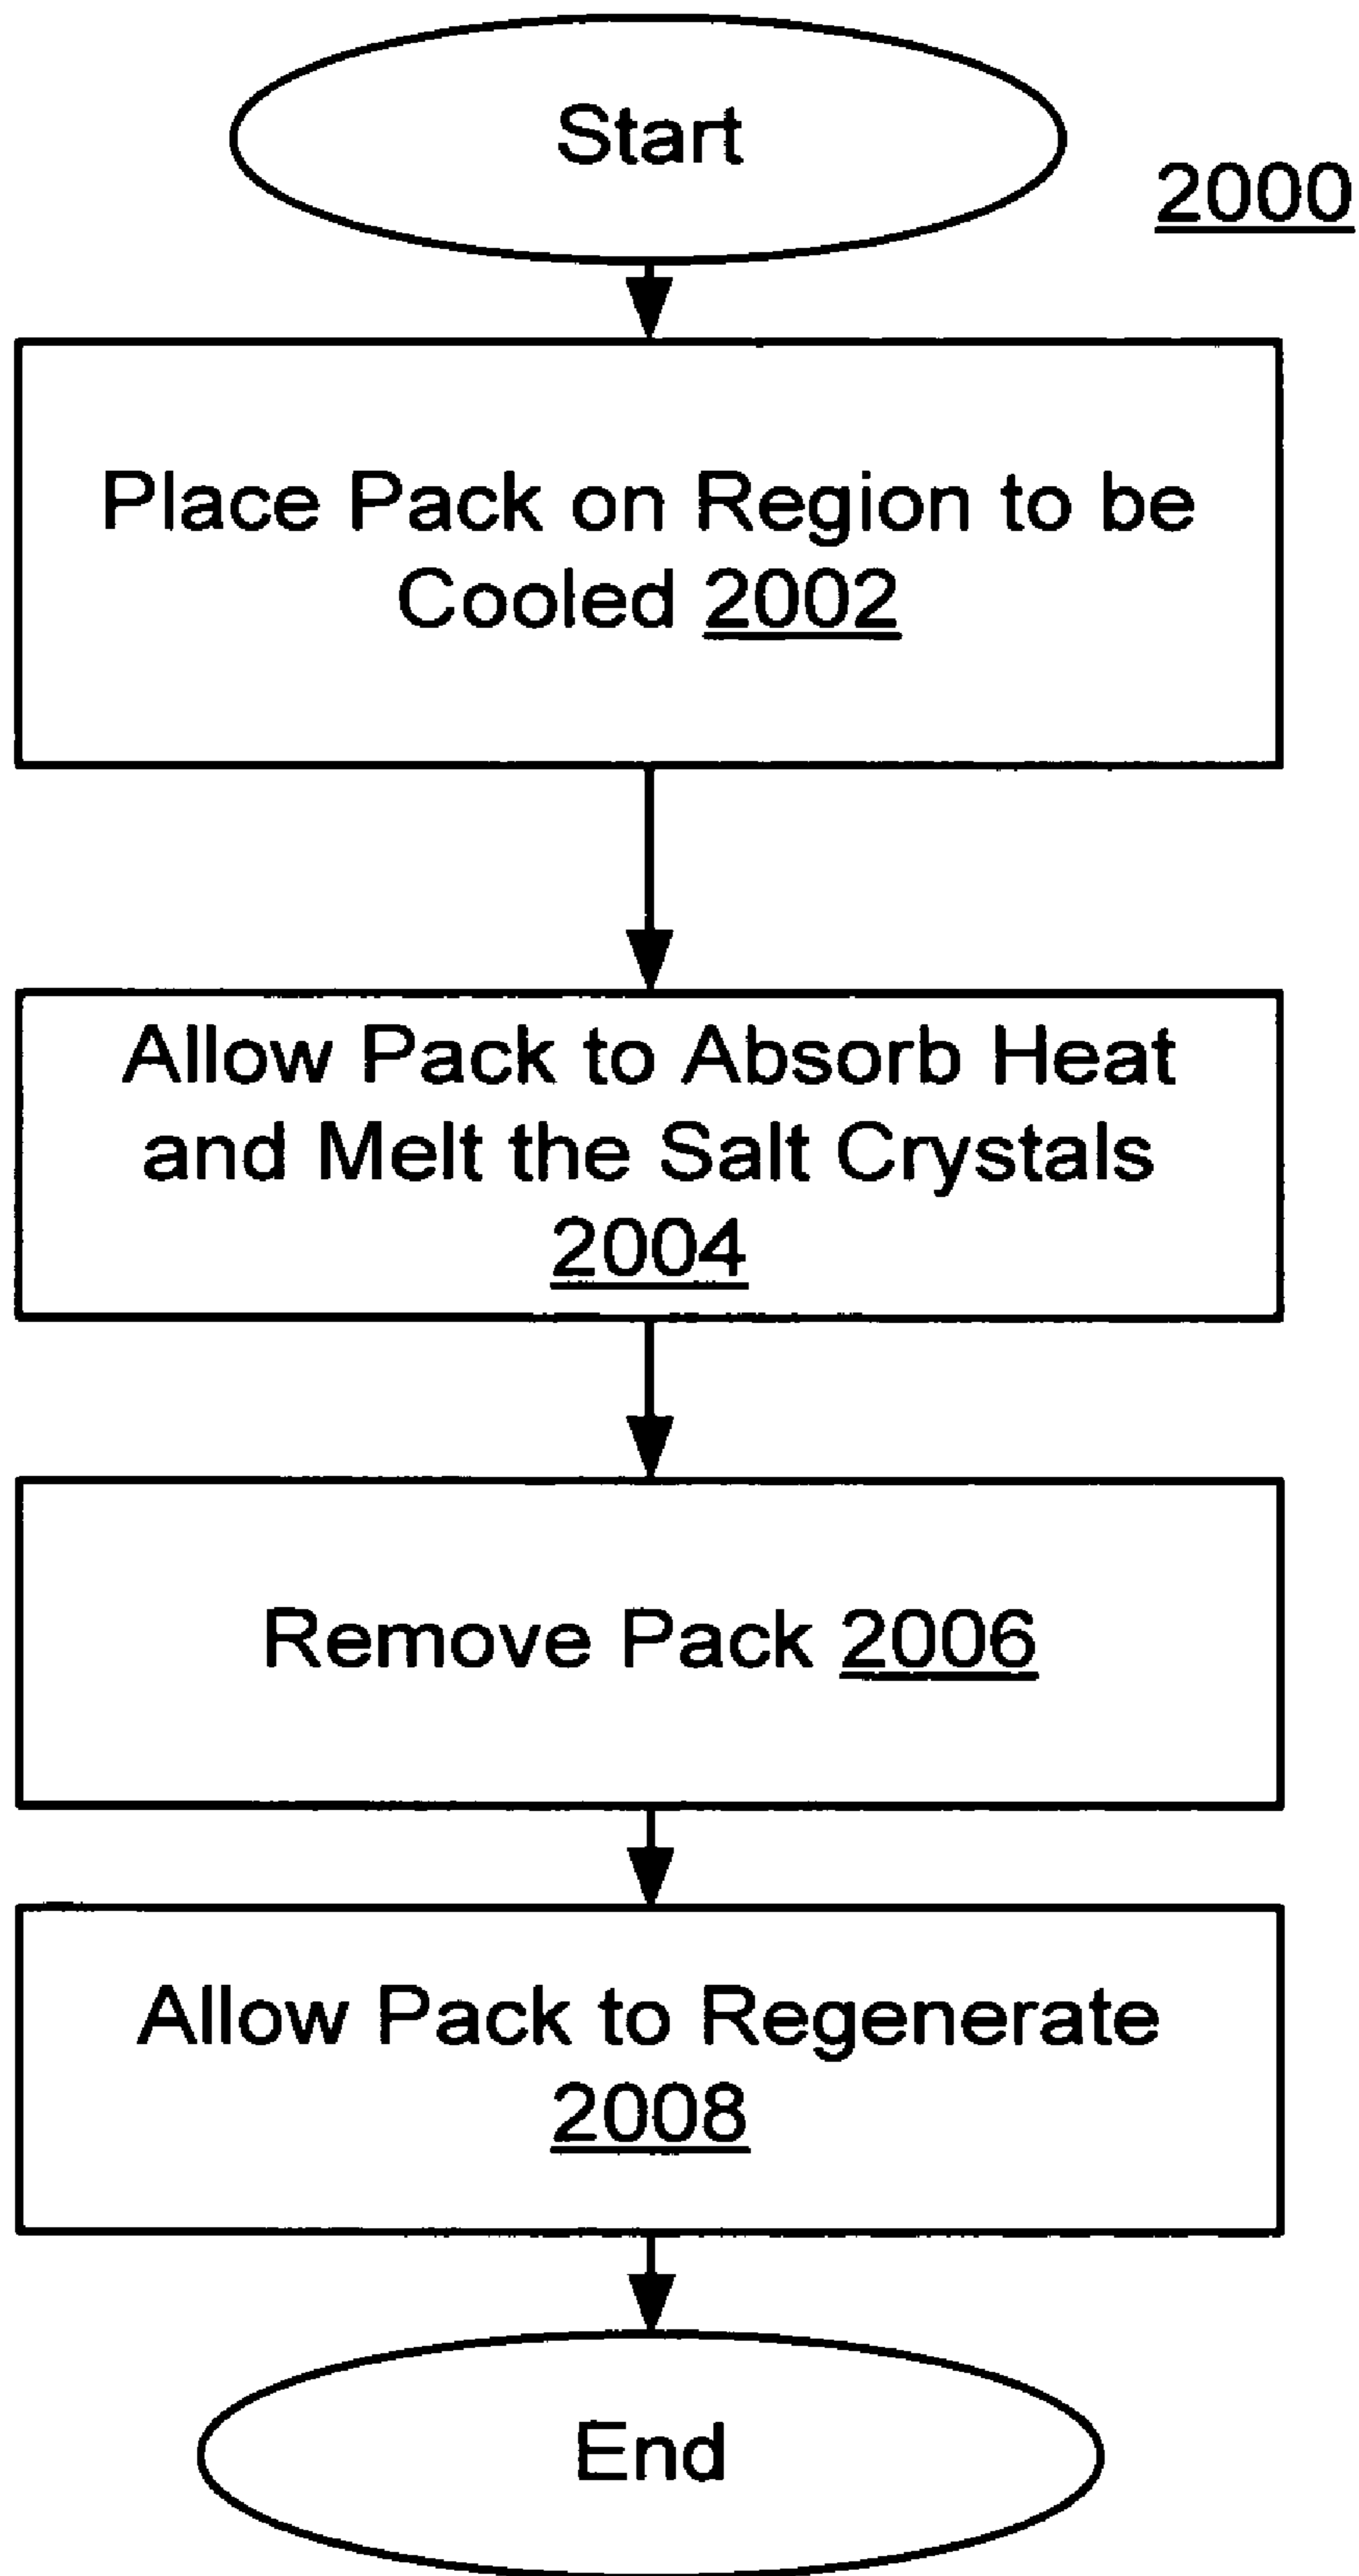 Start
2000
Place Pack on Region to be
Cooled 2002
Allow Pack to Absorb Heat
and Melt the Salt Crystals
2004
Remove Pack 2006
Allow Pack to Regenerate
2008
End